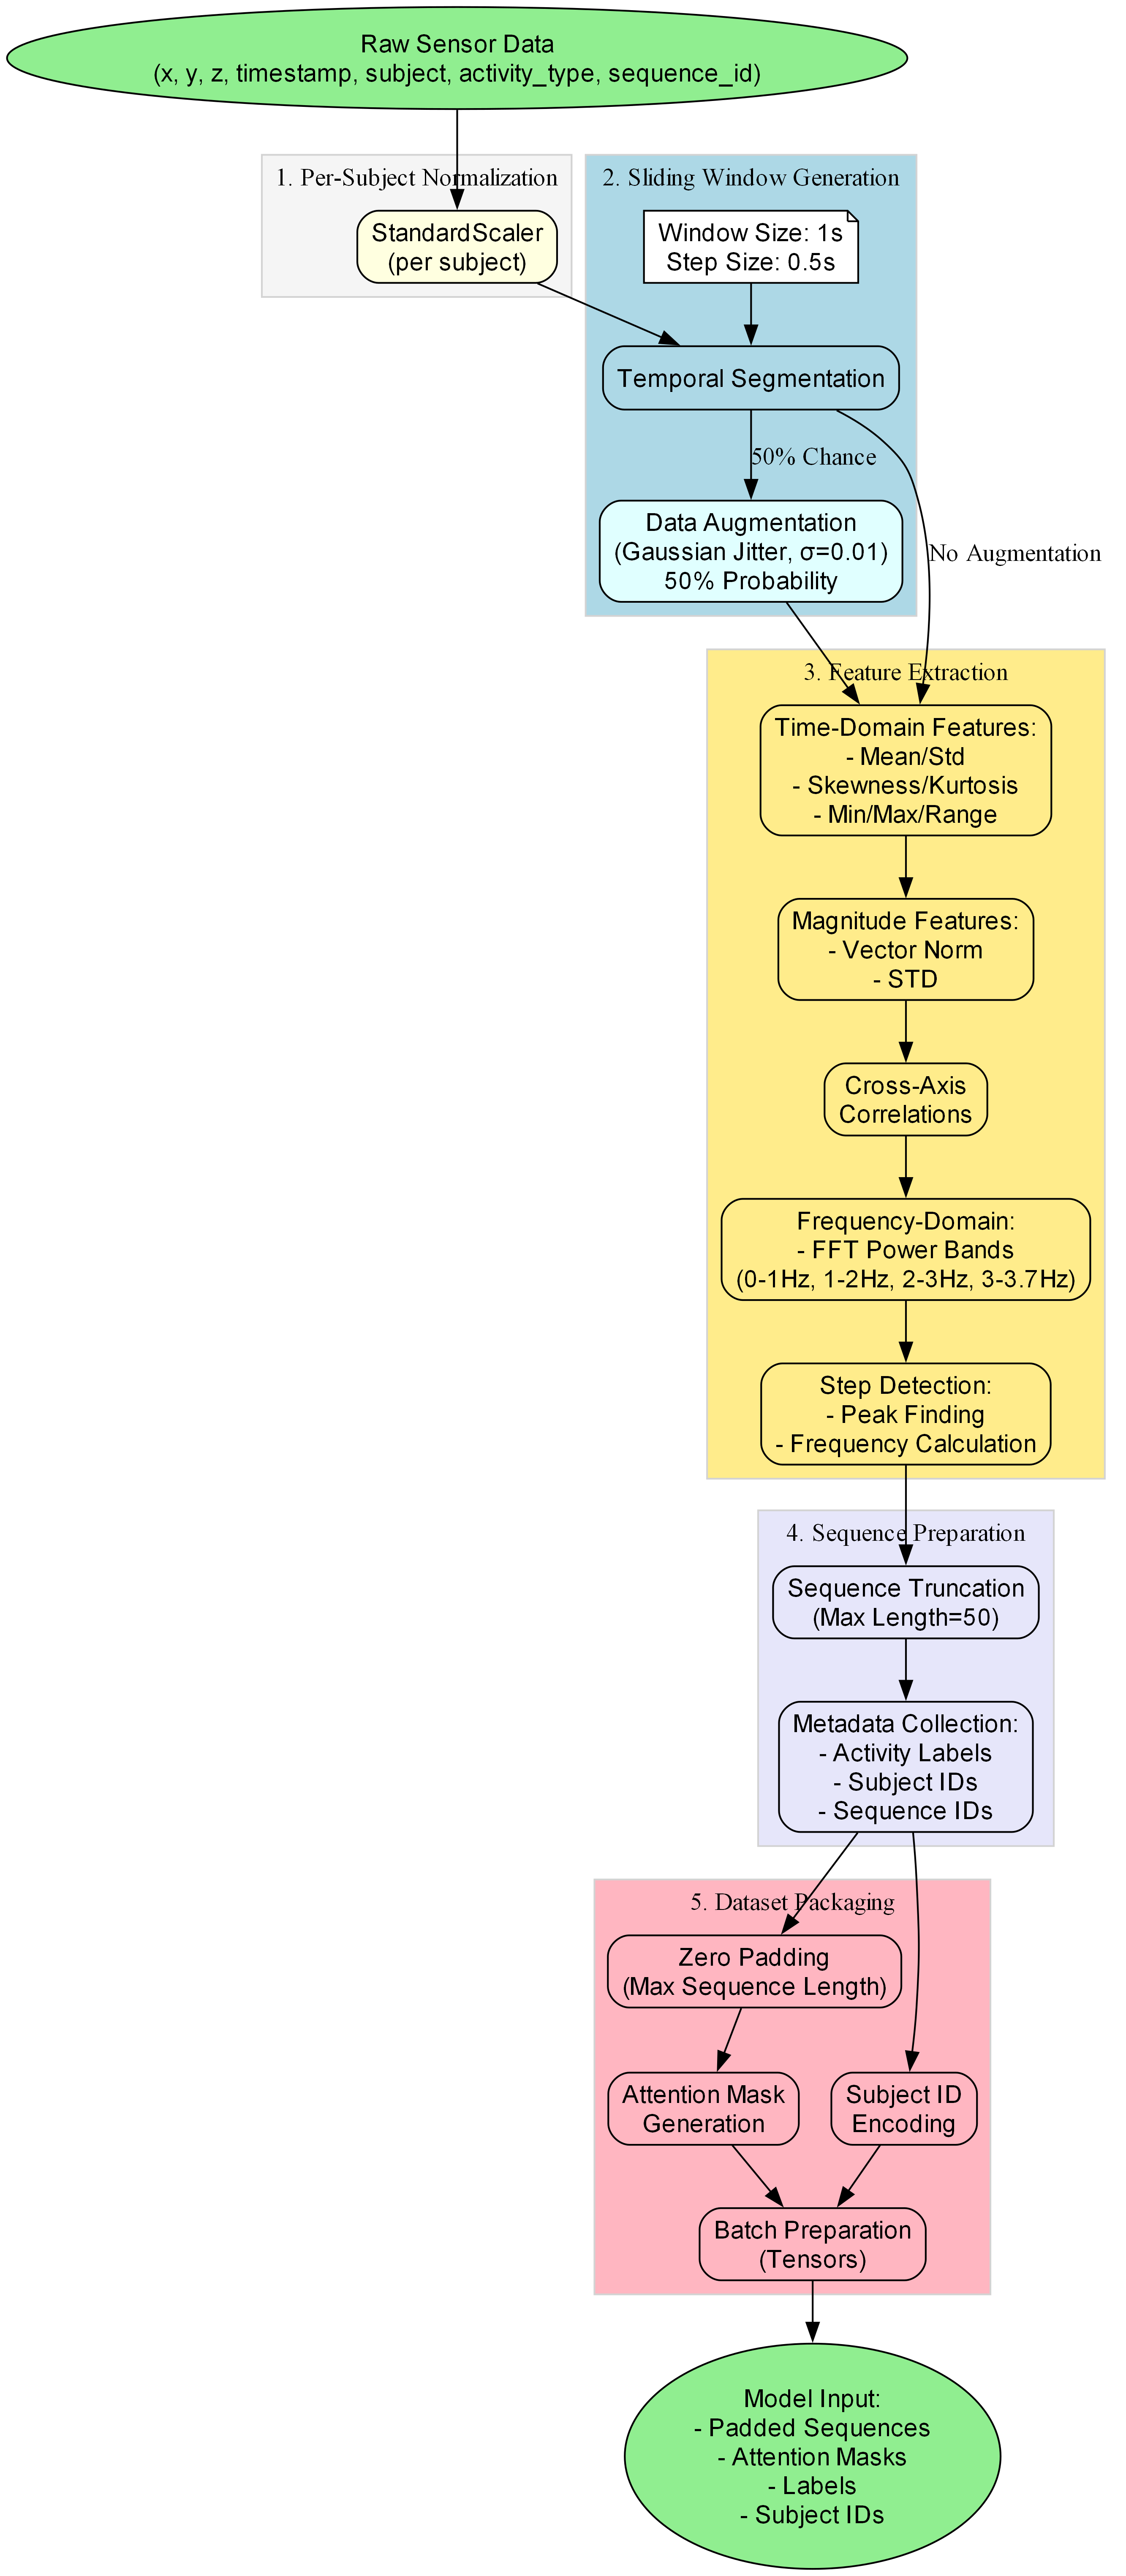 Raw Sensor Data
(x, y, z, timestamp, subject, activity_type, sequence_id)
1. Per-Subject Normalization
StandardScaler
(per subject)
2. Sliding Window Generation
Window Size: 1s
Step Size: 0.5s
Temporal Segmentation
50% Chance
Data Augmentation
(Gaussian Jitter, σ=0.01)
50% Probability
No Augmentation
3. Feature Extraction
Time-Domain Features:
- Mean/Std
- Skewness/Kurtosis
- Min/Max/Range
Magnitude Features:
- Vector Norm
- STD
Cross-Axis
Correlations
Frequency-Domain:
- FFT Power Bands
(0-1Hz, 1-2Hz, 2-3Hz, 3-3.7Hz)
Step Detection:
- Peak Finding
- Frequency Calculation
4. Sequence Preparation
Sequence Truncation
(Max Length=50)
Metadata Collection:
- Activity Labels
- Subject IDs
- Sequence IDs
5. Dataset Packaging
Zero Padding
(Max Sequence Length)
Attention Mask
Generation
Subject ID
Encoding
Batch Preparation
(Tensors)
Model Input:
- Padded Sequences
- Attention Masks
- Labels
- Subject IDs